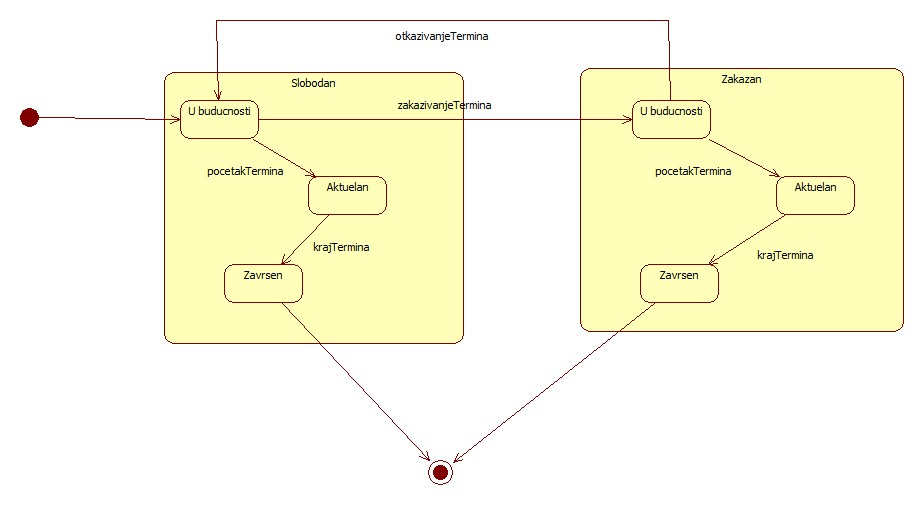 otkazivanjeTermina
Slobodan
Zakazan
U buducnosti
zakazivanjeTermina
U buducnosti
pocetakTermina
pocetakTermina
Aktuelan
Aktuelan
krajTermina
krajTermina
Zavrsen
Zavrsen